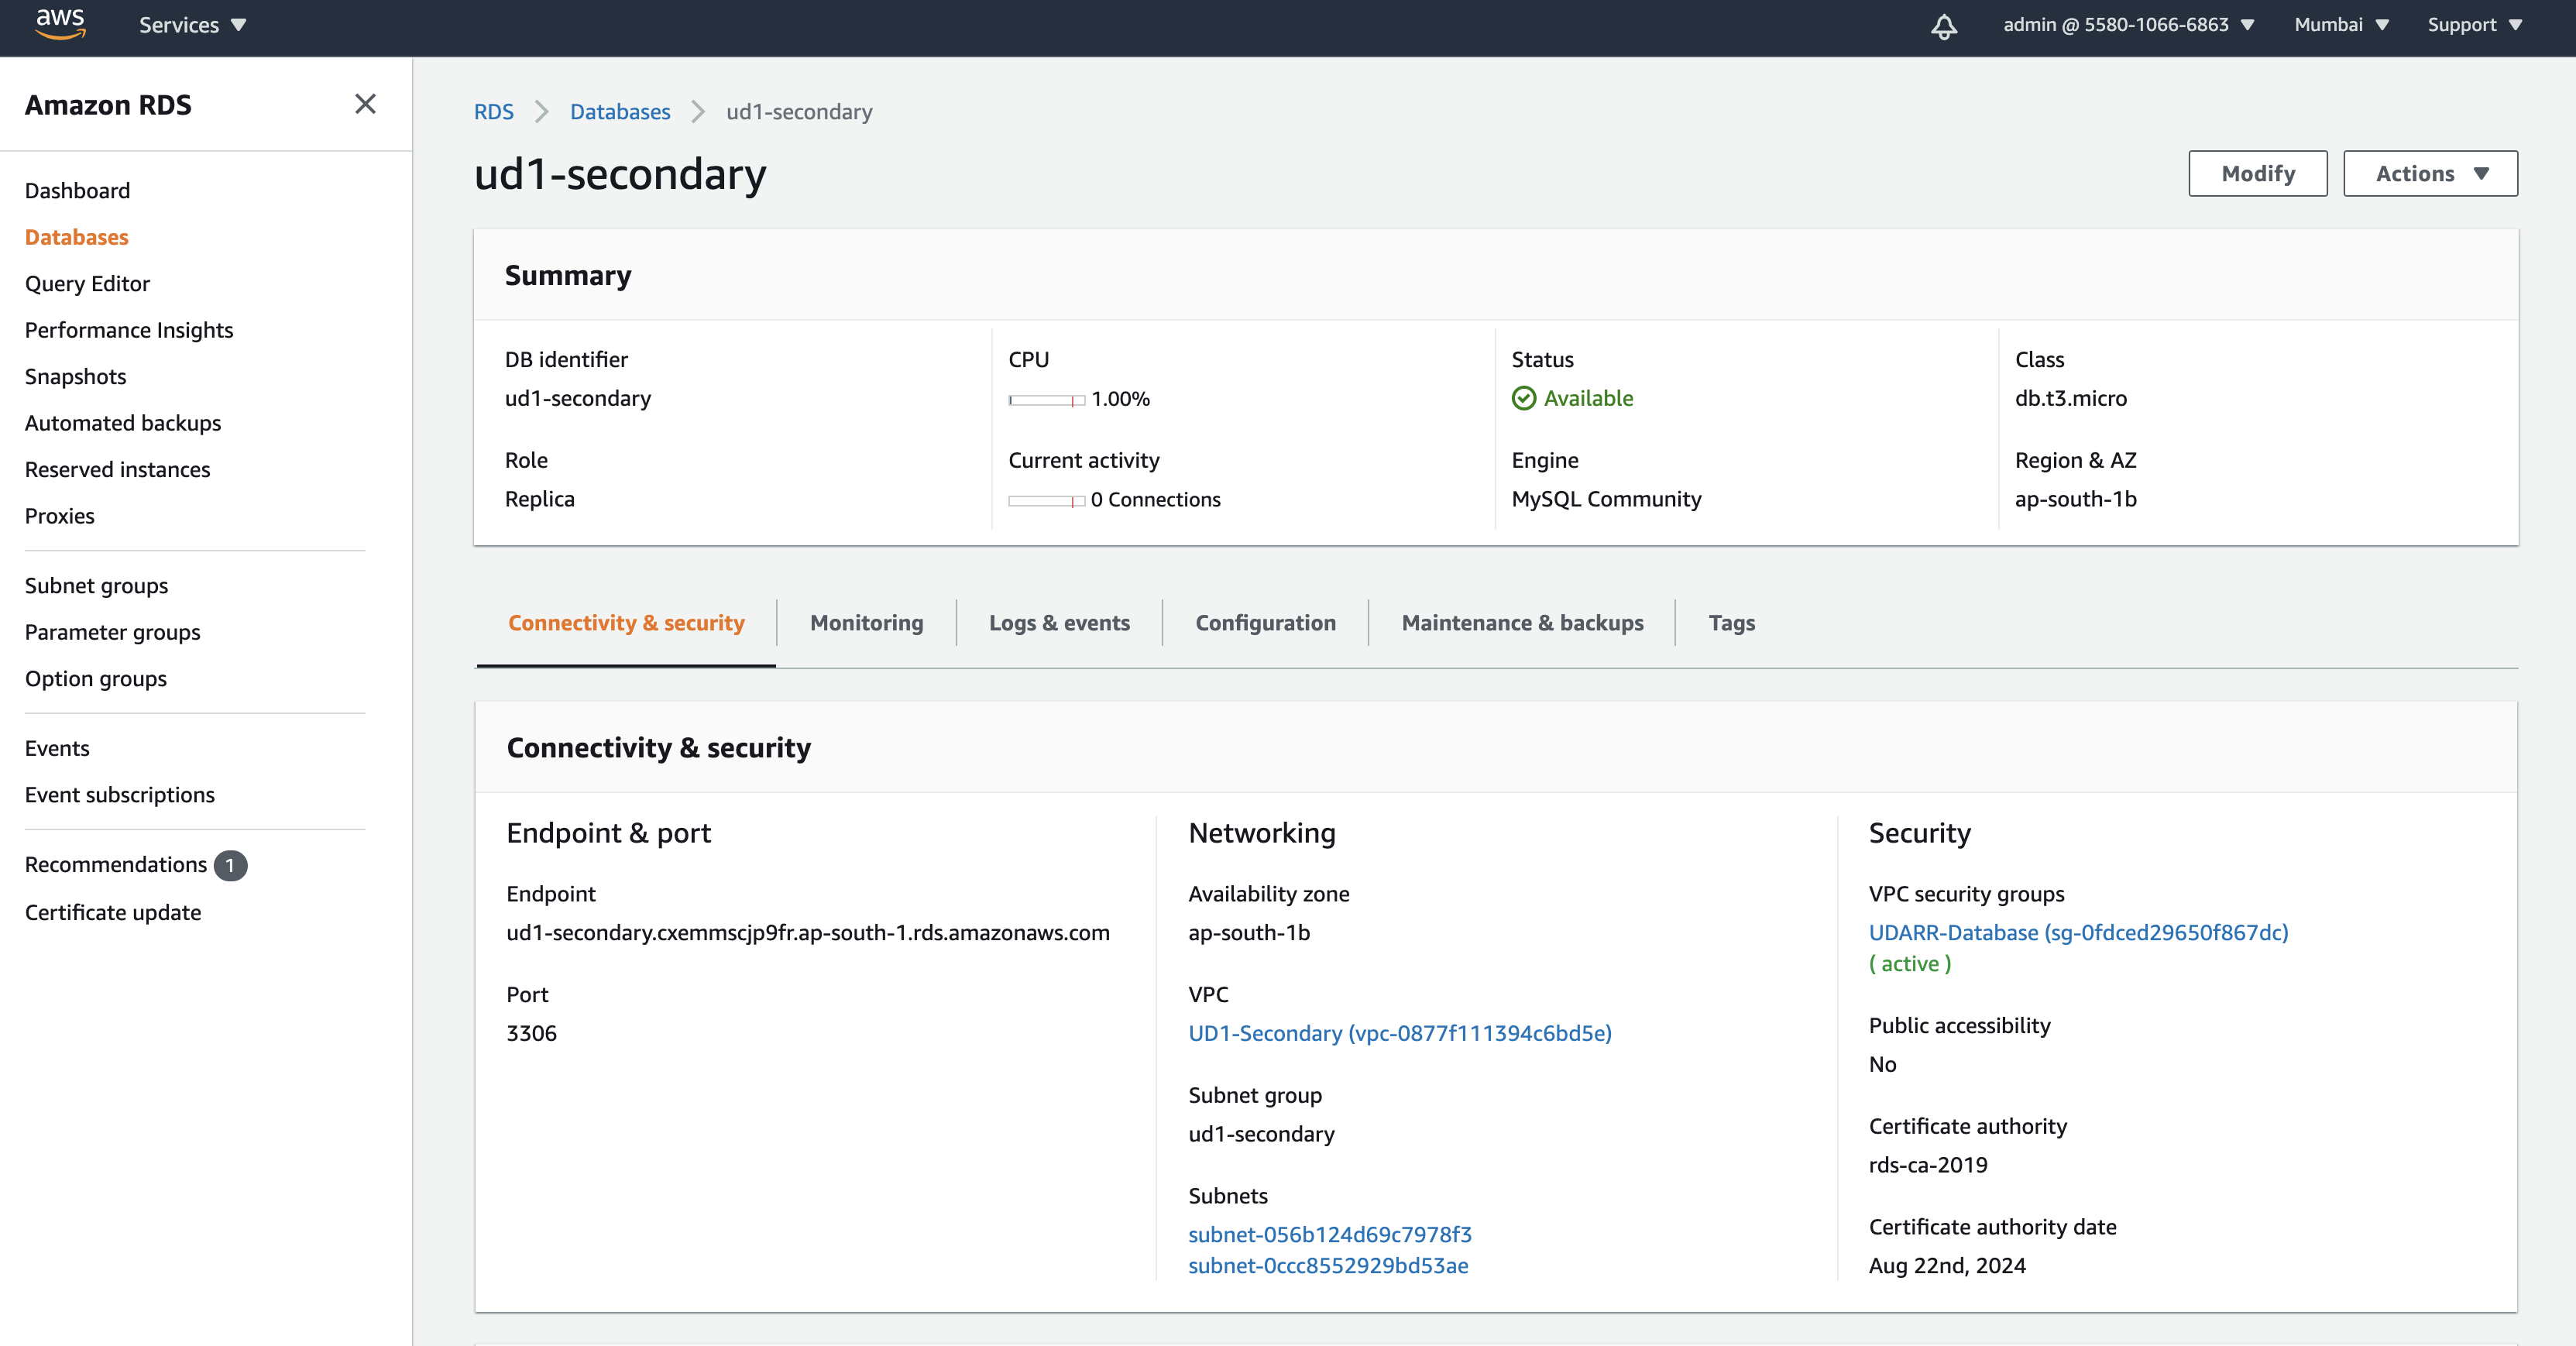 aws
Services
admin @ 5580-1066-6863
Mumbai
Support
Amazon RDS
Dashboard
Databases
Query Editor
Performance Insights
Snapshots
Automated backups
Reserved instances
Proxies
Subnet groups
Parameter groups
Option groups
Events
Event subscriptions
Recommendations 1
Certificate update
RDS > Databases > ud1-secondary
ud1-secondary
Modify
Actions
Summary
DB identifier
ud1-secondary
CPU
1.00%
Status
Available
Class
db.t3.micro
Role
Replica
Current activity
0 Connections
Engine
MySQL Community
Region & AZ
ap-south-1b
Connectivity & security
Monitoring
Logs & events
Configuration
Maintenance & backups
Tags
Connectivity & security
Endpoint & port
Endpoint
ud1-secondary.cxemmscjp9fr.ap-south-1.rds.amazonaws.com
Port
3306
Networking
Availability zone
ap-south-1b
VPC
UD1-Secondary (vpc-0877f111394c6bd5e)
Subnet group
ud1-secondary
Subnets
subnet-056b124d69c7978f3
subnet-0ccc8552929bd53ae
Security
VPC security groups
UDARR-Database (sg-0fdced29650f867dc)
( active )
Public accessibility
No
Certificate authority
rds-ca-2019
Certificate authority date
Aug 22nd, 2024